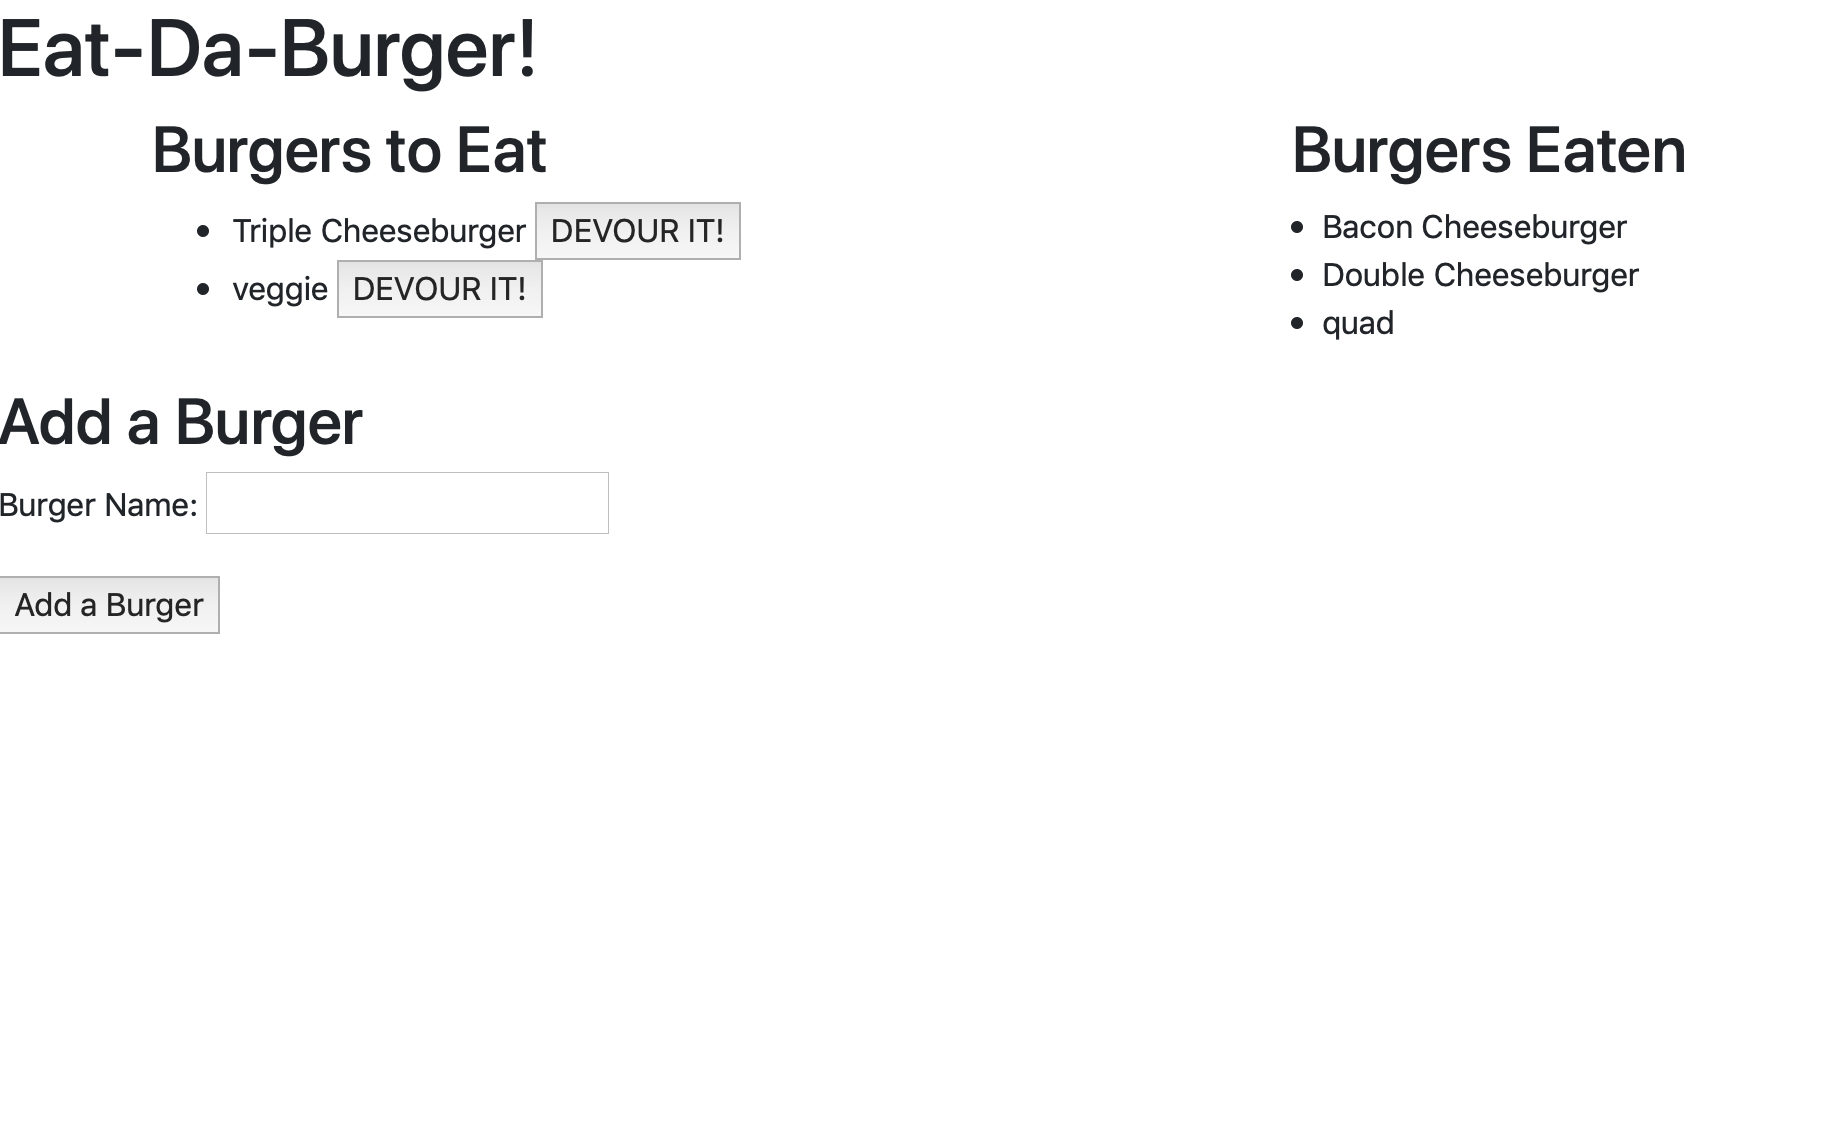 Eat-Da-Burger!
Burgers to Eat
Triple Cheeseburger DEVOUR IT!
veggie DEVOUR IT!
Burgers Eaten
Bacon Cheeseburger
Double Cheeseburger
quad
Add a Burger
Burger Name:
Add a Burger